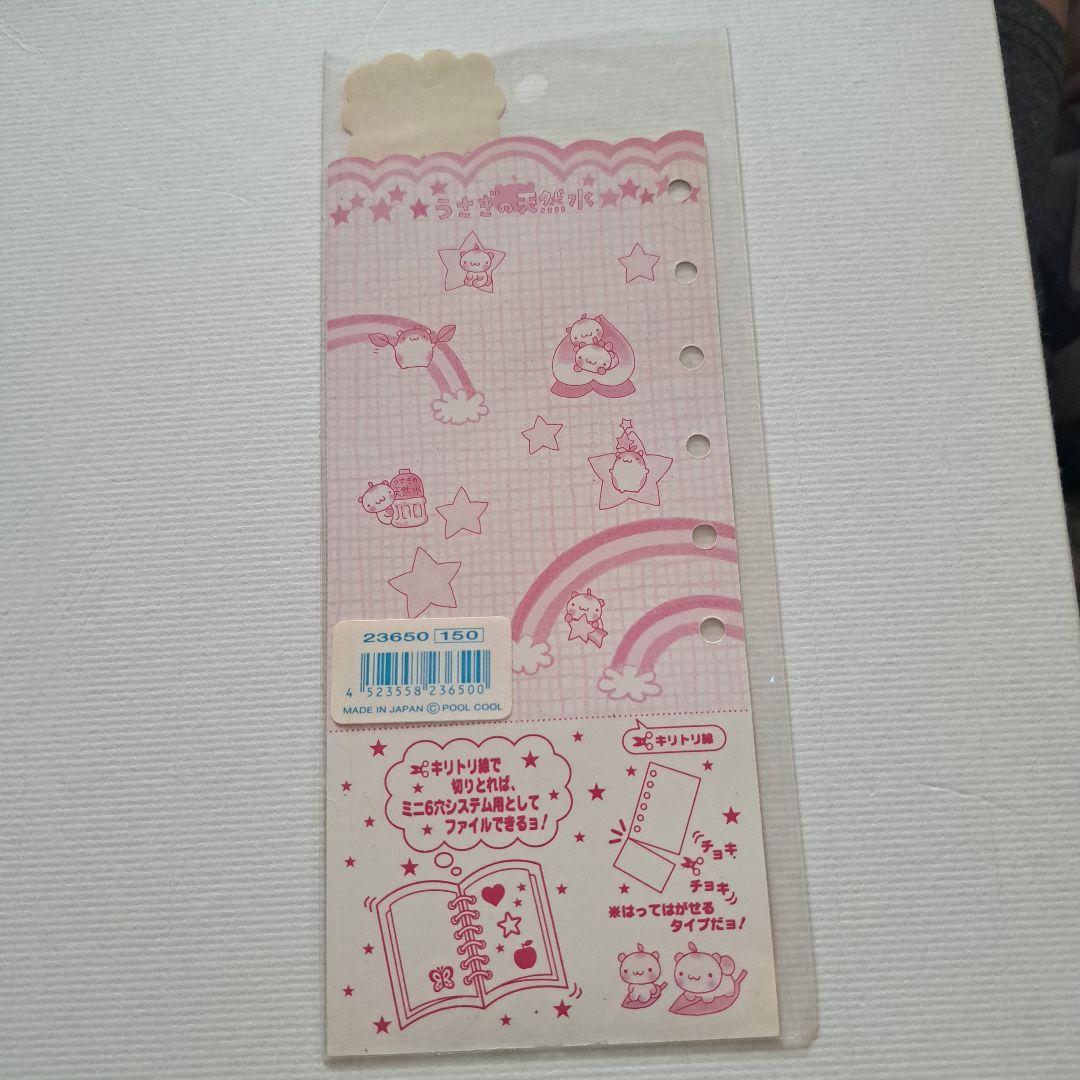 うさぎの天然水
うさぎの
天然水
23650 150
4 523558 236500
MADE IN JAPAN © POOL COOL
キリトリ線で
切りとれば、
ミニ6穴システム用として
ファイルできるョ!
キリトリ線
チョキ
チョキ
※はってはがせる
タイプだョ!